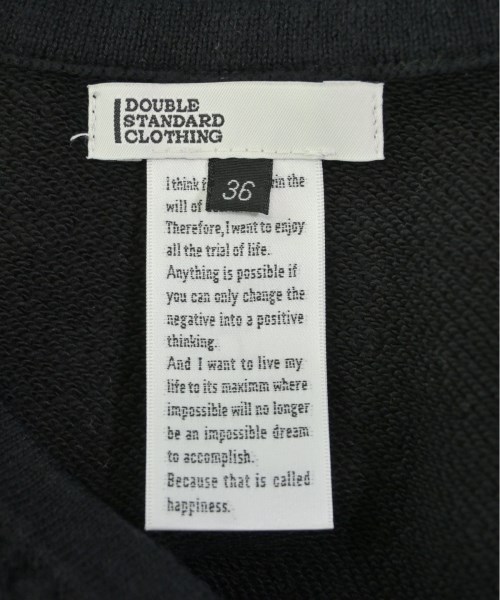 DOUBLE
STANDARD
CLOTHING
36
I think in the
will of
Therefore, I want to enjoy
all the trial of life.
Anything is possible if
you can only change the
negative into a positive
thinking.
And I want to live my
life to its maximm where
impossible will no longer
be an impossible dream
to accomplish.
Because that is called
happiness.